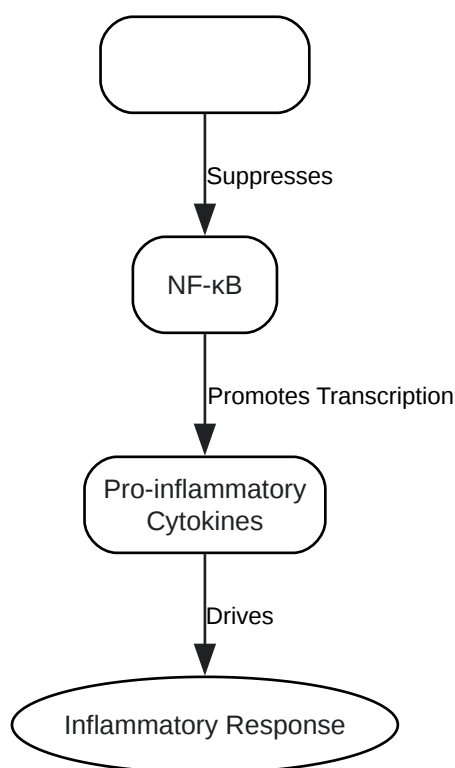 Suppresses
NF-κB
Promotes Transcription
Pro-inflammatory
Cytokines
Drives
Inflammatory Response